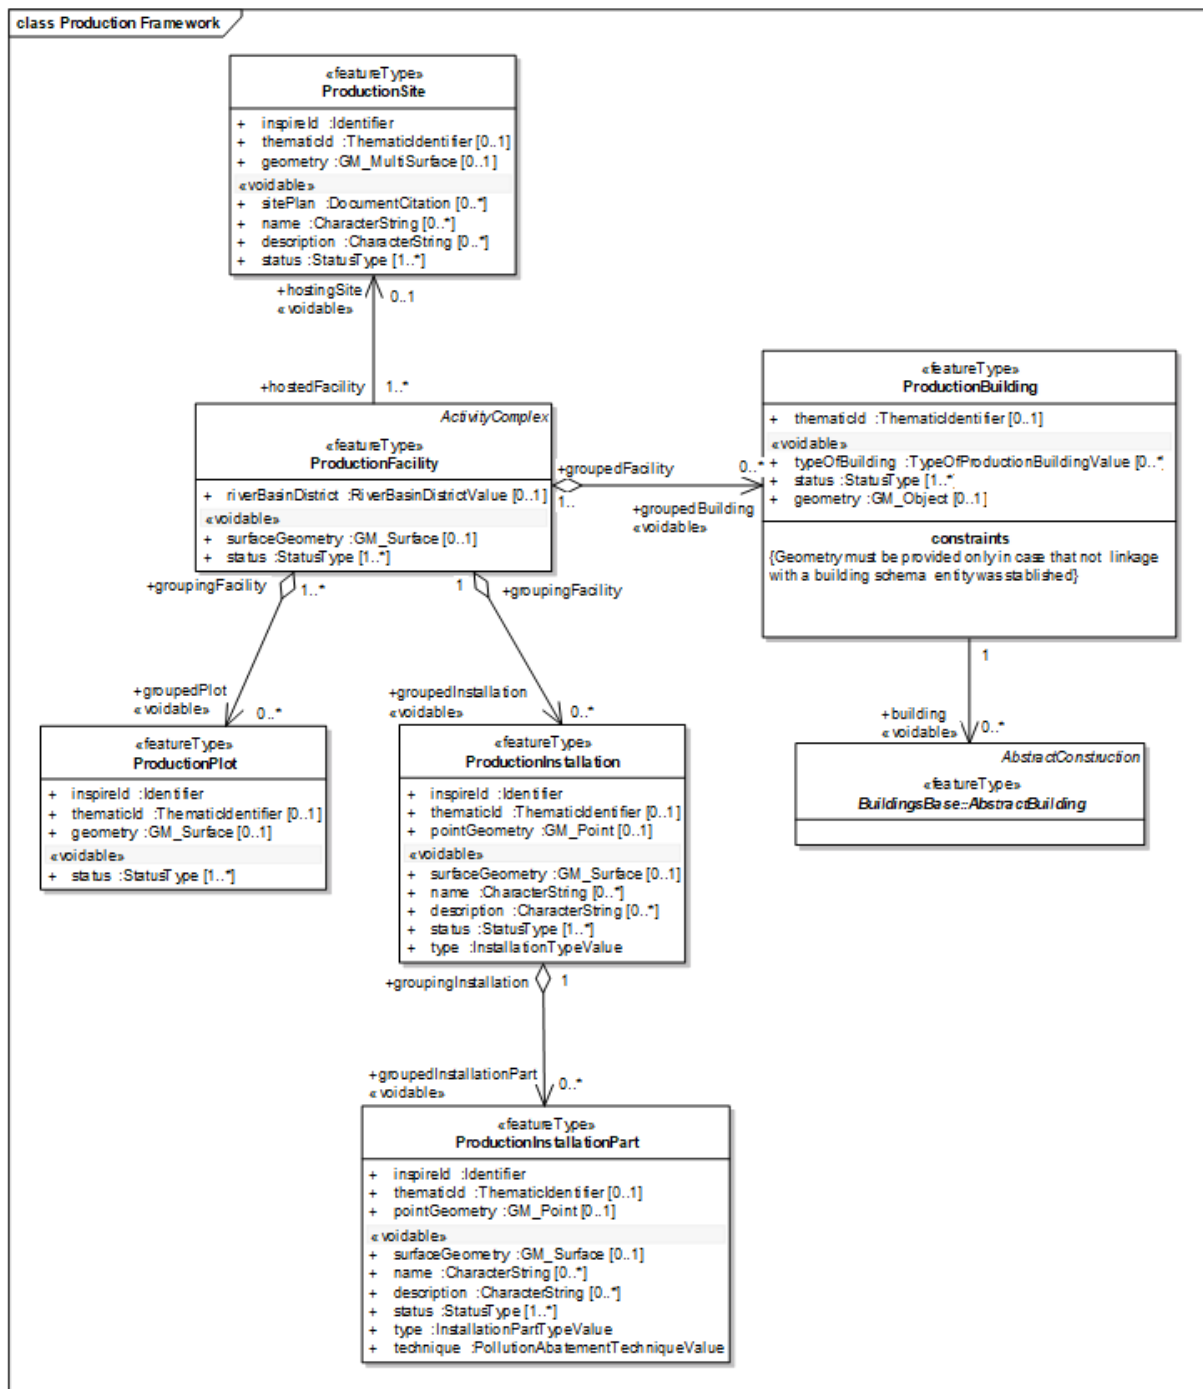 class Production Framework
«featureType»
ProductionSite
+ inspireId :Identifier
+ thematicId :ThematicIdentifier [0..1]
+ geometry :GM_MultiSurface [0..1]
«voidable»
+ sitePlan :DocumentCitation [0..*]
+ name :CharacterString [0..*]
+ description :CharacterString [0..*]
+ status :StatusType [1..*]
+hostingSite
«voidable»
0..1
+hostedFacility
1..*
ActivityComplex
«featureType»
ProductionFacility
+ riverBasinDistrict :RiverBasinDistrictValue [0..1]
«voidable»
+ surfaceGeometry :GM_Surface [0..1]
+ status :StatusType [1..*]
+groupedFacility
1..
0..*
+groupedBuilding
«voidable»
«featureType»
ProductionBuilding
+ thematicId :ThematicIdentifier [0..1]
«voidable»
+ typeOfBuilding :TypeOfProductionBuildingValue [0..*
+ status :StatusType [1..*]
+ geometry :GM_Object [0..1]
constraints
{Geometry must be provided only in case that not linkage
with a building schema entity was stablished}
+groupingFacility
1..*
1
+groupingFacility
1
+groupedPlot
«voidable»
0..*
+groupedInstallation
«voidable»
0..*
+building
«voidable»
0..*
«featureType»
ProductionPlot
+ inspireId :Identifier
+ thematicId :ThematicIdentifier [0..1]
+ geometry :GM_Surface [0..1]
«voidable»
+ status :StatusType [1..*]
«featureType»
ProductionInstallation
+ inspireId :Identifier
+ thematicId :ThematicIdentifier [0..1]
+ pointGeometry :GM_Point [0..1]
«voidable»
+ surfaceGeometry :GM_Surface [0..1]
+ name :CharacterString [0..*]
+ description :CharacterString [0..*]
+ status :StatusType [1..*]
+ type :InstallationTypeValue
AbstractConstruction
«featureType»
BuildingsBase::AbstractBuilding
+groupingInstallation
1
+groupedInstallationPart
«voidable»
0..*
«featureType»
ProductionInstallationPart
+ inspireId :Identifier
+ thematicId :ThematicIdentifier [0..1]
+ pointGeometry :GM_Point [0..1]
«voidable»
+ surfaceGeometry :GM_Surface [0..1]
+ name :CharacterString [0..*]
+ description :CharacterString [0..*]
+ status :StatusType [1..*]
+ type :InstallationPartTypeValue
+ technique :PollutionAbatementTechniqueValue